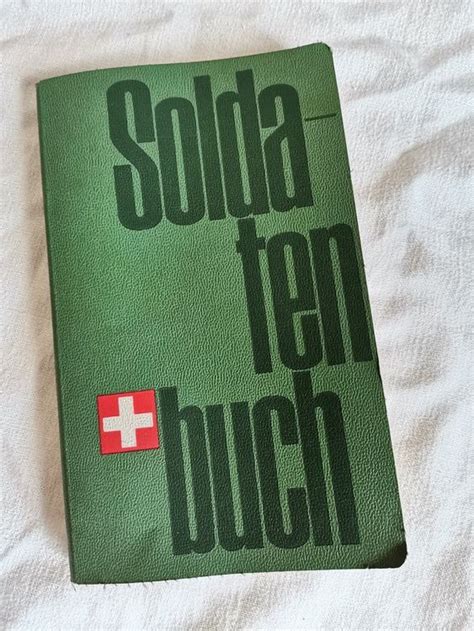 Solda-
ten
buch